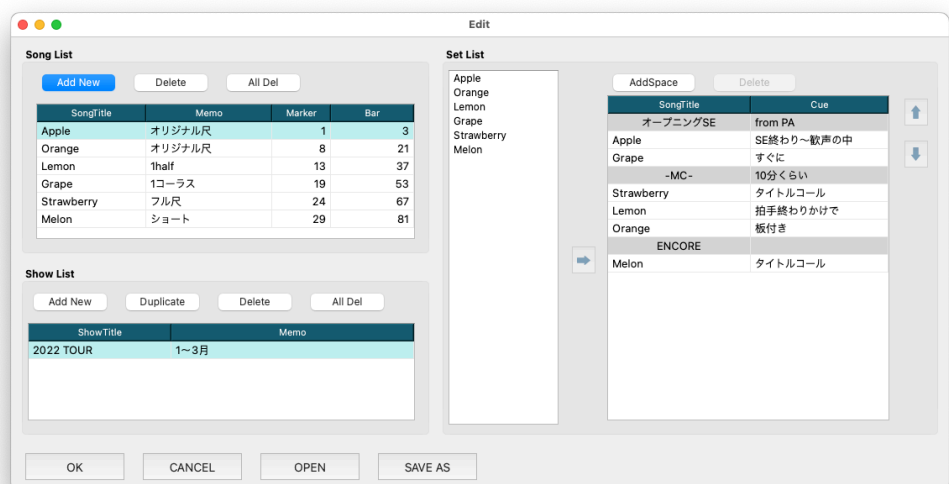 Edit
Song List
Add New Delete All Del
SongTitle Memo Marker Bar
Apple オリジナル尺 1 3
Orange オリジナル尺 8 21
Lemon 1half 13 37
Grape 1コーラス 19 53
Strawberry フル尺 24 67
Melon ショート 29 81
Show List
Add New Duplicate Delete All Del
ShowTitle Memo
2022 TOUR 1〜3月
Set List
Apple
Orange
Lemon
Grape
Strawberry
Melon
AddSpace Delete
SongTitle Cue
オープニングSE from PA
Apple SE終わり〜歓声の中
Grape すぐに
-MC- 10分くらい
Strawberry タイトルコール
Lemon 拍手終わりかけで
Orange 板付き
ENCORE
Melon タイトルコール
OK CANCEL OPEN SAVE AS